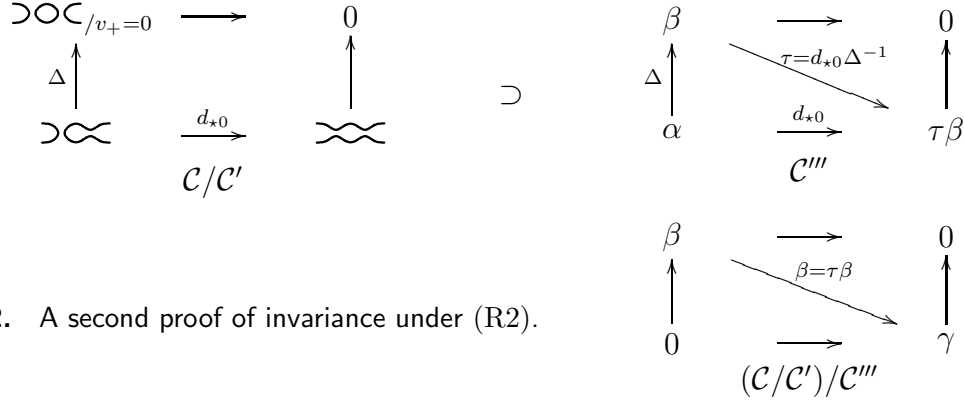 /v₊=0 0 β 0
Δ ⊃ Δ τ=d⋆0Δ⁻¹
d⋆0 α d⋆0 τβ
C/C′ C‴
β 0
β=τβ
2. A second proof of invariance under (R2).
0 γ
(C/C′)/C‴